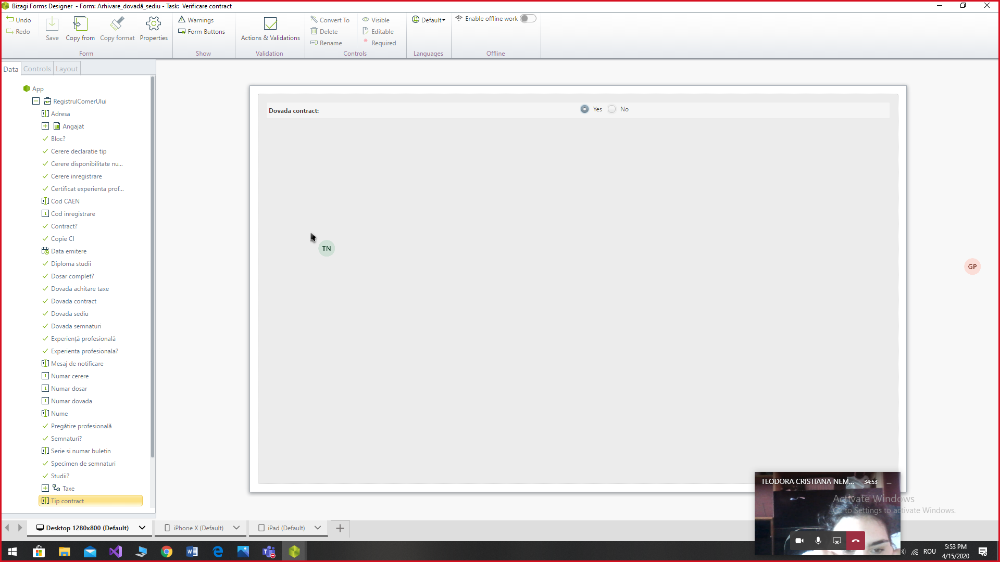 Bizagi Forms Designer - Form: Arhivare_dovadă_sediu - Task: Verificare contract
Undo
Redo
Save
Copy from
Copy format
Properties
Form
Warnings
Form Buttons
Show
Actions & Validations
Validation
Convert To
Delete
Rename
Visible
Editable
Required
Controls
Default
Languages
Enable offline work
Offline
Data
Controls
Layout
App
RegistrulComerUlui
Adresa
Angajat
Bloc?
Cerere declaratie tip
Cerere disponibilitate nu...
Cerere inregistrare
Certificat experienta prof...
Cod CAEN
Cod inregistrare
Contract?
Copie CI
Data emitere
Diploma studii
Dosar complet?
Dovada achitare taxe
Dovada contract
Dovada sediu
Dovada semnaturi
Experiență profesională
Experienta profesionala?
Mesaj de notificare
Numar cerere
Numar dosar
Numar dovada
Nume
Pregătire profesională
Semnaturi?
Serie si numar buletin
Specimen de semnaturi
Studii?
Taxe
Tip contract
Dovada contract:
Yes
No
TN
GP
TEODORA CRISTIANA NEM...
34:53
Activate Windows
Go to Settings to activate Windows.
Desktop 1280x800 (Default)
iPhone X (Default)
iPad (Default)
ROU
5:53 PM
4/15/2020